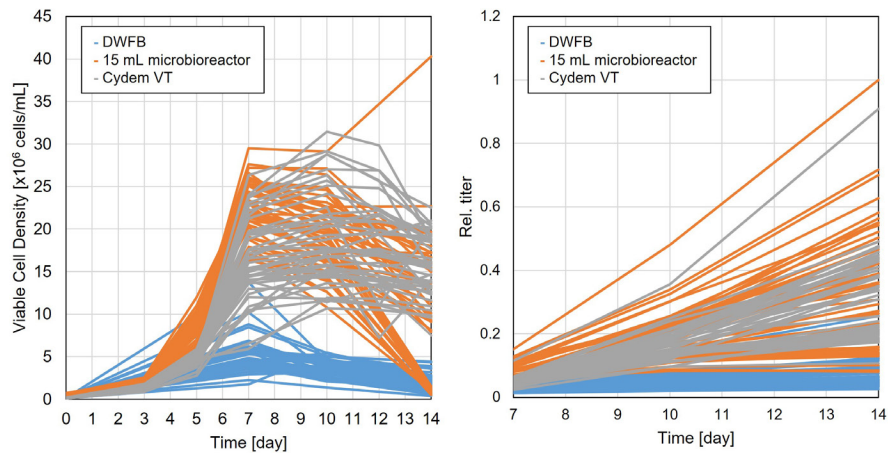 45
40
35
30
25
20
15
10
5
0
Viable Cell Density [x10⁶ cells/mL]
DWFB
15 mL microbioreactor
Cydem VT
0 1 2 3 4 5 6 7 8 9 10 11 12 13 14
Time [day]
1.2
1
0.8
0.6
0.4
0.2
0
Rel. titer
DWFB
15 mL microbioreactor
Cydem VT
7 8 9 10 11 12 13 14
Time [day]